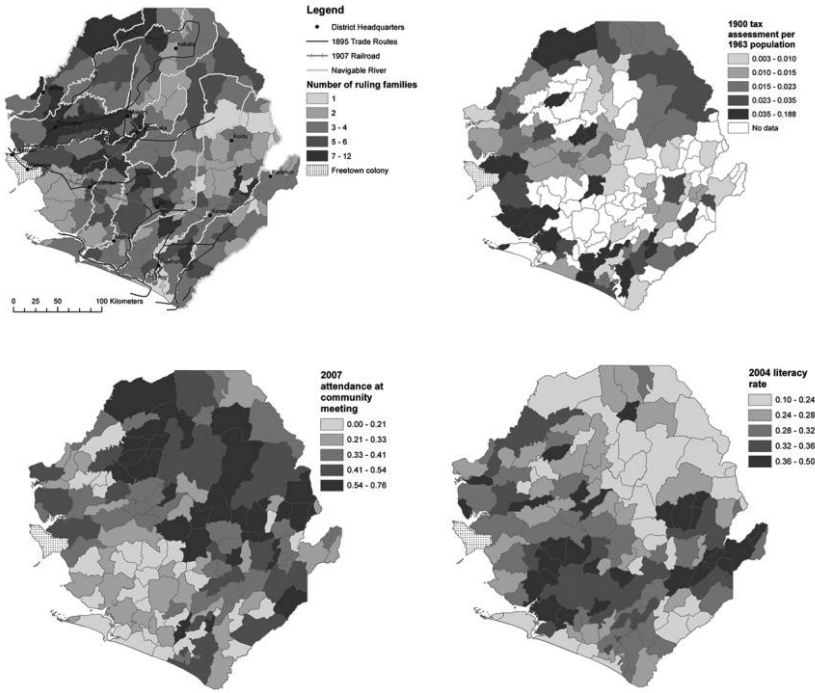 Legend
District Headquarters
1895 Trade Routes
1907 Railroad
Navigable River
Number of ruling families
1
2
3 - 4
5 - 6
7 - 12
Freetown colony
Kabala
Koidu
Kailahun
Kenema
0 25 50 100 Kilometers
1900 tax
assessment per
1963 population
0.003 - 0.010
0.010 - 0.015
0.015 - 0.023
0.023 - 0.035
0.035 - 0.188
No data
2007
attendance at
community
meeting
0.00 - 0.21
0.21 - 0.33
0.33 - 0.41
0.41 - 0.54
0.54 - 0.76
2004 literacy
rate
0.10 - 0.24
0.24 - 0.28
0.28 - 0.32
0.32 - 0.36
0.36 - 0.50